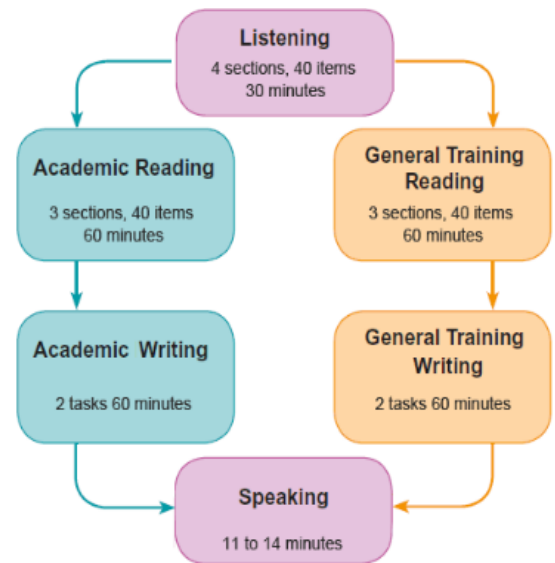 Listening
4 sections, 40 items
30 minutes
Academic Reading
3 sections, 40 items
60 minutes
General Training
Reading
3 sections, 40 items
60 minutes
Academic Writing
2 tasks 60 minutes
General Training
Writing
2 tasks 60 minutes
Speaking
11 to 14 minutes